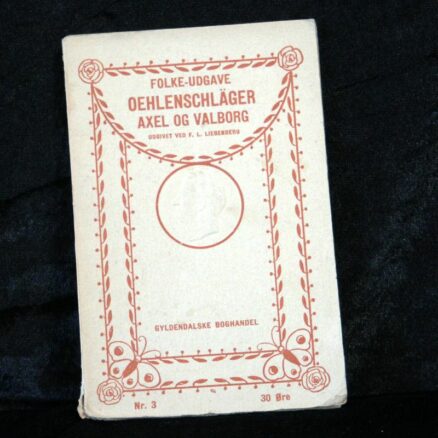 FOLKE-UDGAVE
OEHLENSCHLÄGER
AXEL OG VALBORG
UDGIVET VED F. L. LIEBENBERG
GYLDENDALSKE BOGHANDEL
Nr. 3 30 Øre